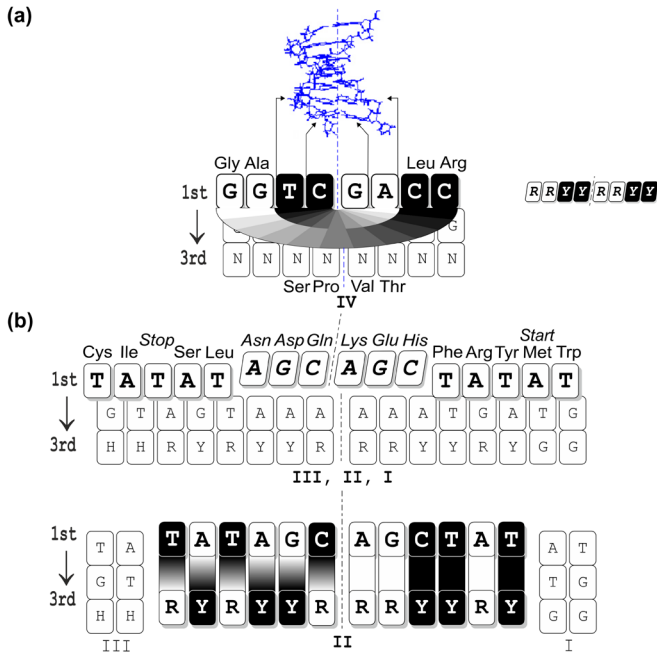 (a)
Gly Ala Leu Arg
1st G G T C G A C C
R R Y Y R R Y Y
G G
3rd N N N N N N N N
Ser Pro Val Thr
IV
(b)
Stop Asn Asp Gln Lys Glu His Start
Cys Ile Ser Leu Phe Arg Tyr Met Trp
1st T A T A T A G C A G C T A T A T
G T A G T A A A A A A T G A T G
3rd H H R Y R Y Y R R R Y Y R Y G G
III, II, I
1st T A T A T A G C A G C T A T A T
G T T G
3rd H H R Y R Y Y R R R Y Y R Y G G
III II I